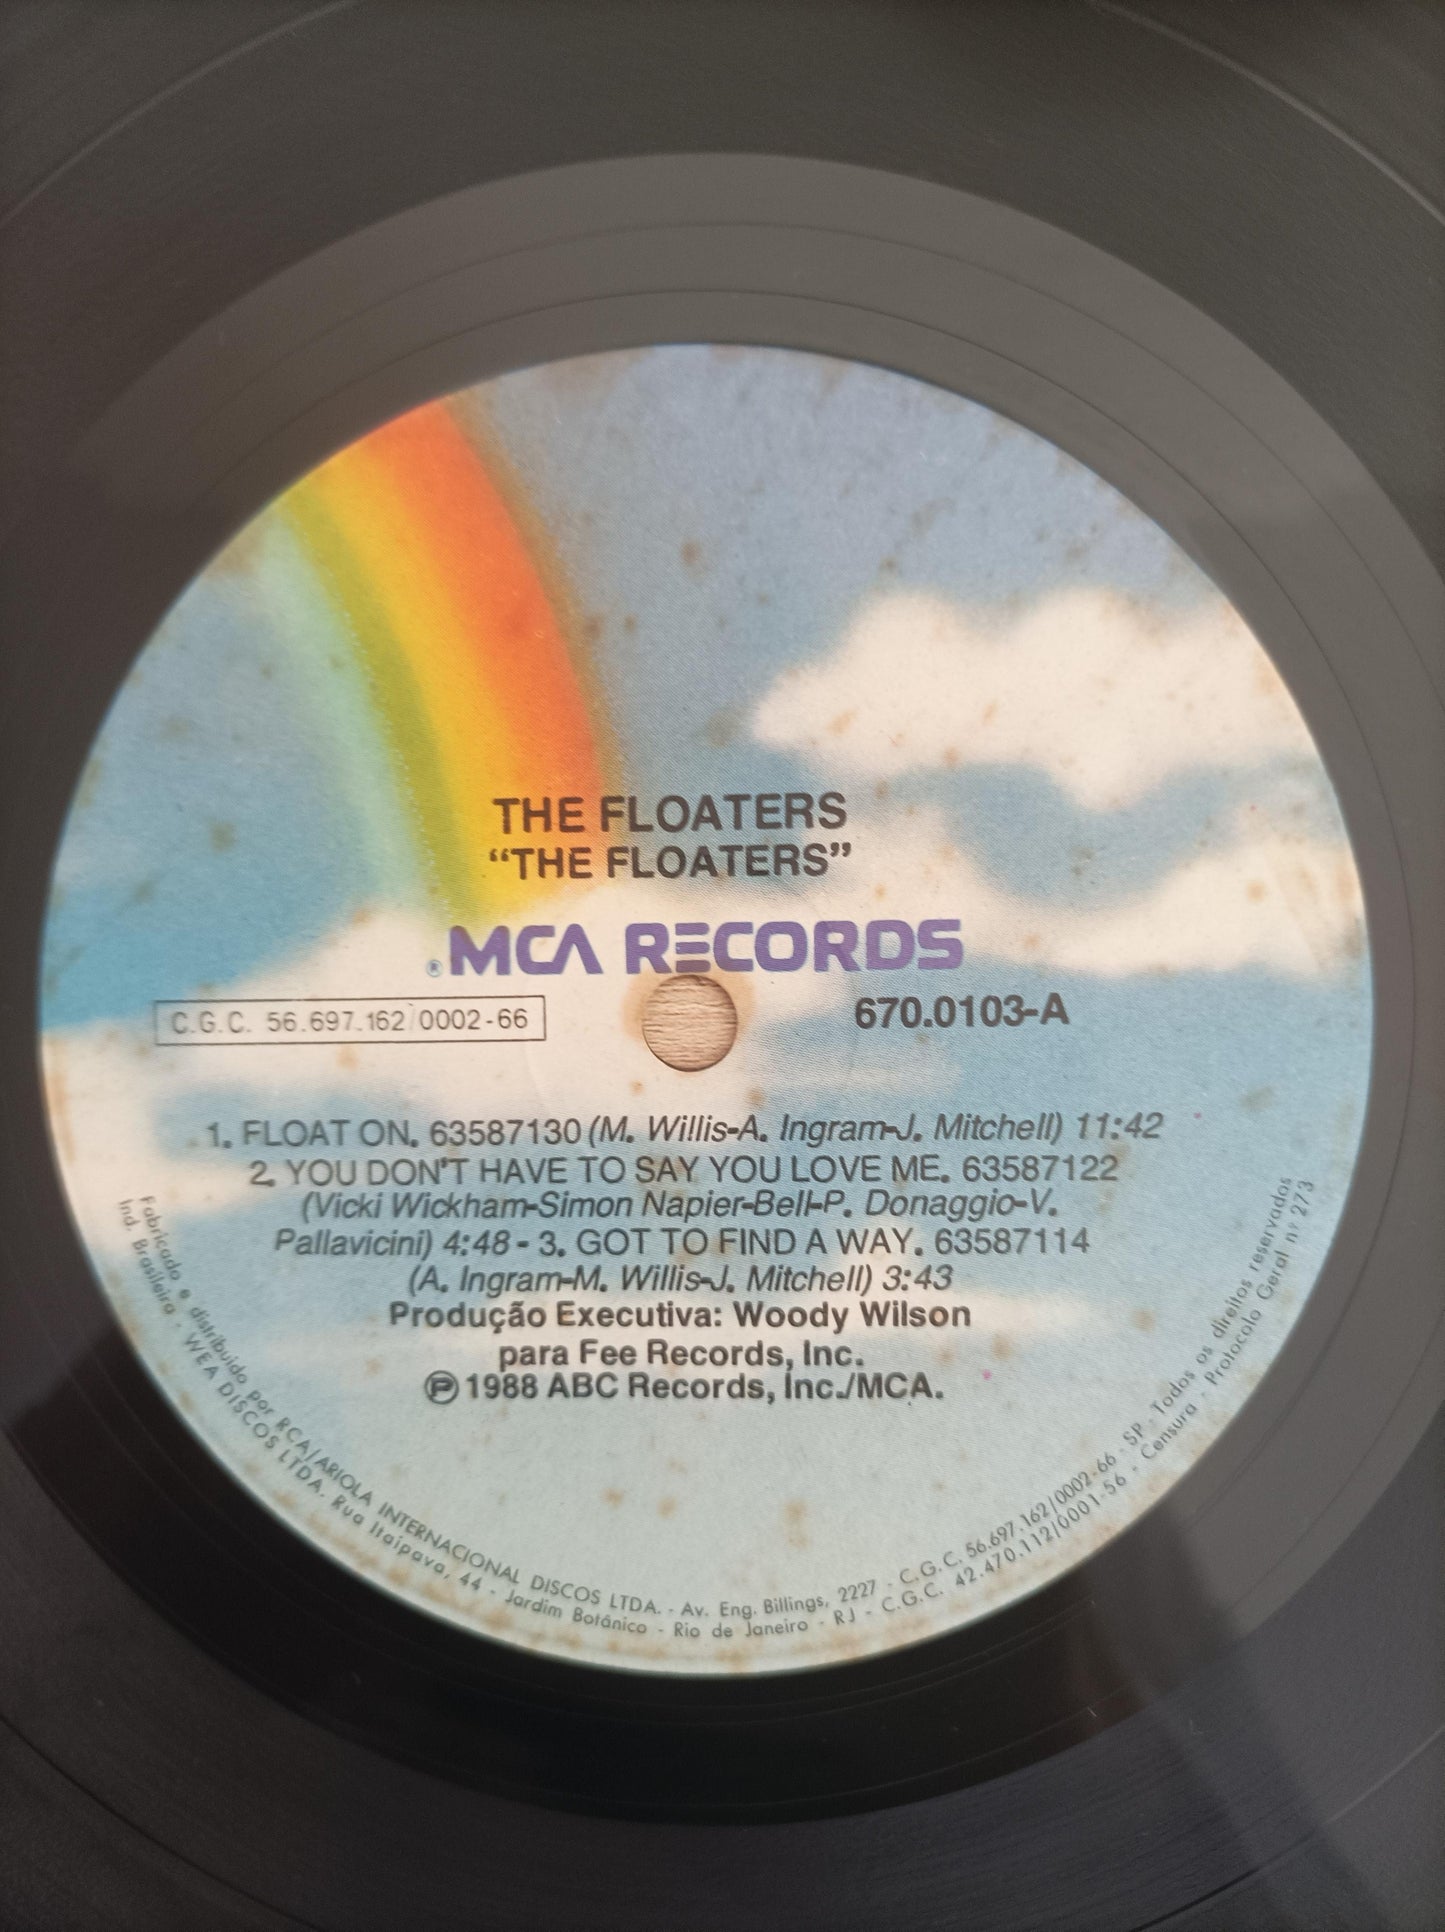 THE FLOATERS
“THE FLOATERS”
® MCA RECORDS
C.G.C. 56.697.162/0002-66
670.0103-A
1. FLOAT ON. 63587130 (M. Willis-A. Ingram-J. Mitchell) 11:42
2. YOU DON'T HAVE TO SAY YOU LOVE ME. 63587122
(Vicki Wickham-Simon Napier-Bell-P. Donaggio-V.
Pallavicini) 4:48 - 3. GOT TO FIND A WAY. 63587114
(A. Ingram-M. Willis-J. Mitchell) 3:43
Produção Executiva: Woody Wilson
para Fee Records, Inc.
℗ 1988 ABC Records, Inc./MCA.
Fabricado e distribuido por RCA/ARIOLA INTERNACIONAL DISCOS LTDA. - Av. Eng. Billings, 2227 - C.G.C. 56.697.162/0002-66 - SP - Todos os direitos reservados
Ind. Brasileira - WEA DISCOS LTDA. Rua Itaipava, 44 - Jardim Botânico - Rio de Janeiro - RJ - C.G.C. 42.470.112/0001-56 - Censura - Protocolo Geral nº 273